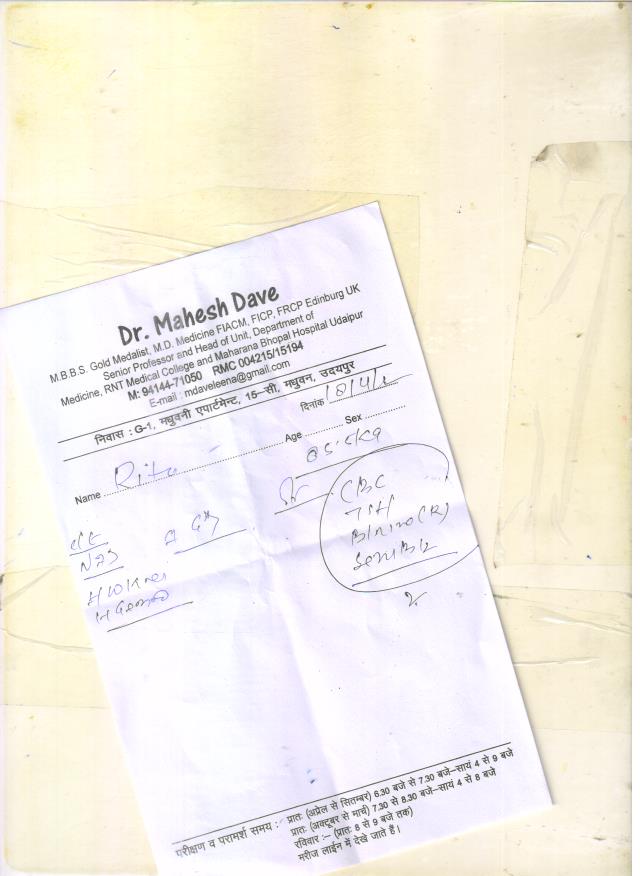 Dr. Mahesh Dave
M.B.B.S. Gold Medalist, M.D. Medicine FIACM, FICP, FRCP Edinburg UK
Senior Professor and Head of Unit, Department of
Medicine, RNT Medical College and Maharana Bhopal Hospital Udaipur
M: 94144-71050 RMC 004215/15194
E-mail : mdaveleena@gmail.com
निवास : G-1, मधुवनी एपार्टमेन्ट, 15-सी, मधुवन, उदयपुर
दिनांक
Name Ritu Age Sex
CBC
TSH
परीक्षण व परामर्श समय : प्रातः (अप्रेल से सितम्बर) 6.30 बजे से 7.30 बजे-सायं 4 से 9 बजे
प्रातः (अक्टूबर से मार्च) 7.30 से 8.30 बजे-सायं 4 से 8 बजे
रविवार :- (प्रातः 8 से 9 बजे तक)
मरीज लाईन में देखे जाते हैं।